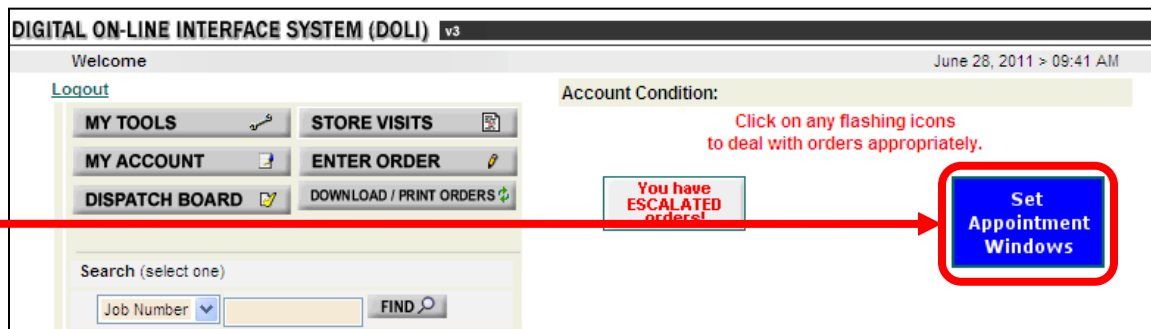 DIGITAL ON-LINE INTERFACE SYSTEM (DOLI) v3
Welcome June 28, 2011 > 09:41 AM
Logout
MY TOOLS STORE VISITS
MY ACCOUNT ENTER ORDER
DISPATCH BOARD DOWNLOAD / PRINT ORDERS
Search (select one)
Job Number FIND
Account Condition:
Click on any flashing icons
to deal with orders appropriately.
You have
ESCALATED
orders!
Set
Appointment
Windows